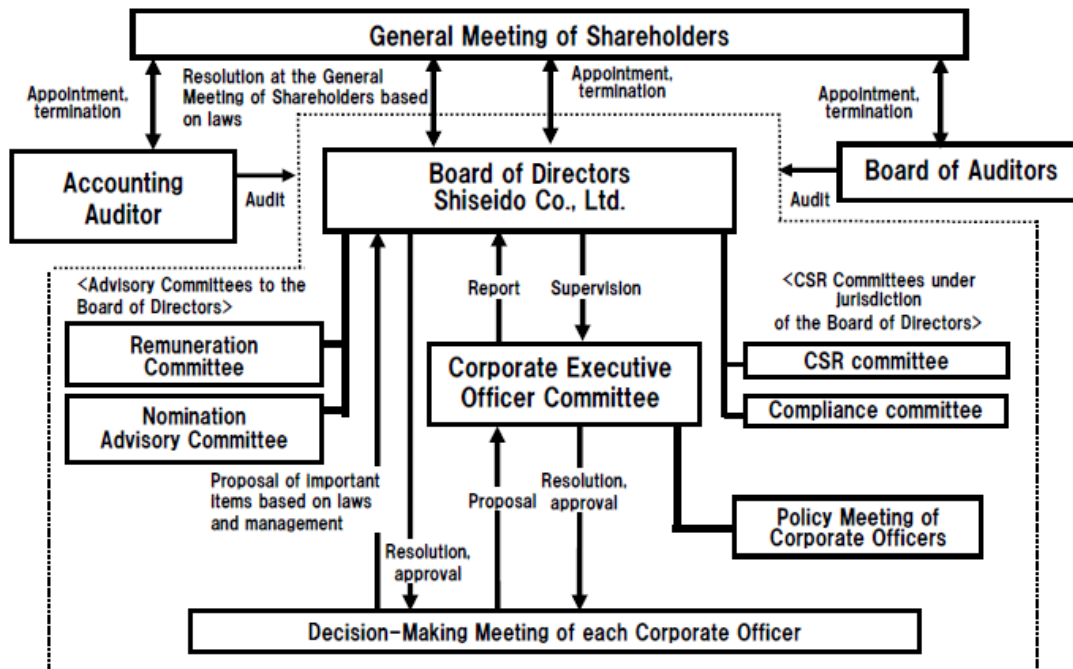 General Meeting of Shareholders
Appointment,
termination
Resolution at the General
Meeting of Shareholders based
on laws
Appointment,
termination
Appointment,
termination
Accounting
Auditor
Audit
Board of Directors
Shiseido Co., Ltd.
Audit
Board of Auditors
<Advisory Committees to the
Board of Directors>
Report
Supervision
<CSR Committees under
jurisdiction
of the Board of Directors>
Remuneration
Committee
Nomination
Advisory Committee
Corporate Executive
Officer Committee
CSR committee
Compliance committee
Proposal of important
items based on laws
and management
Resolution,
approval
Proposal
Resolution,
approval
Policy Meeting of
Corporate Officers
Decision-Making Meeting of each Corporate Officer